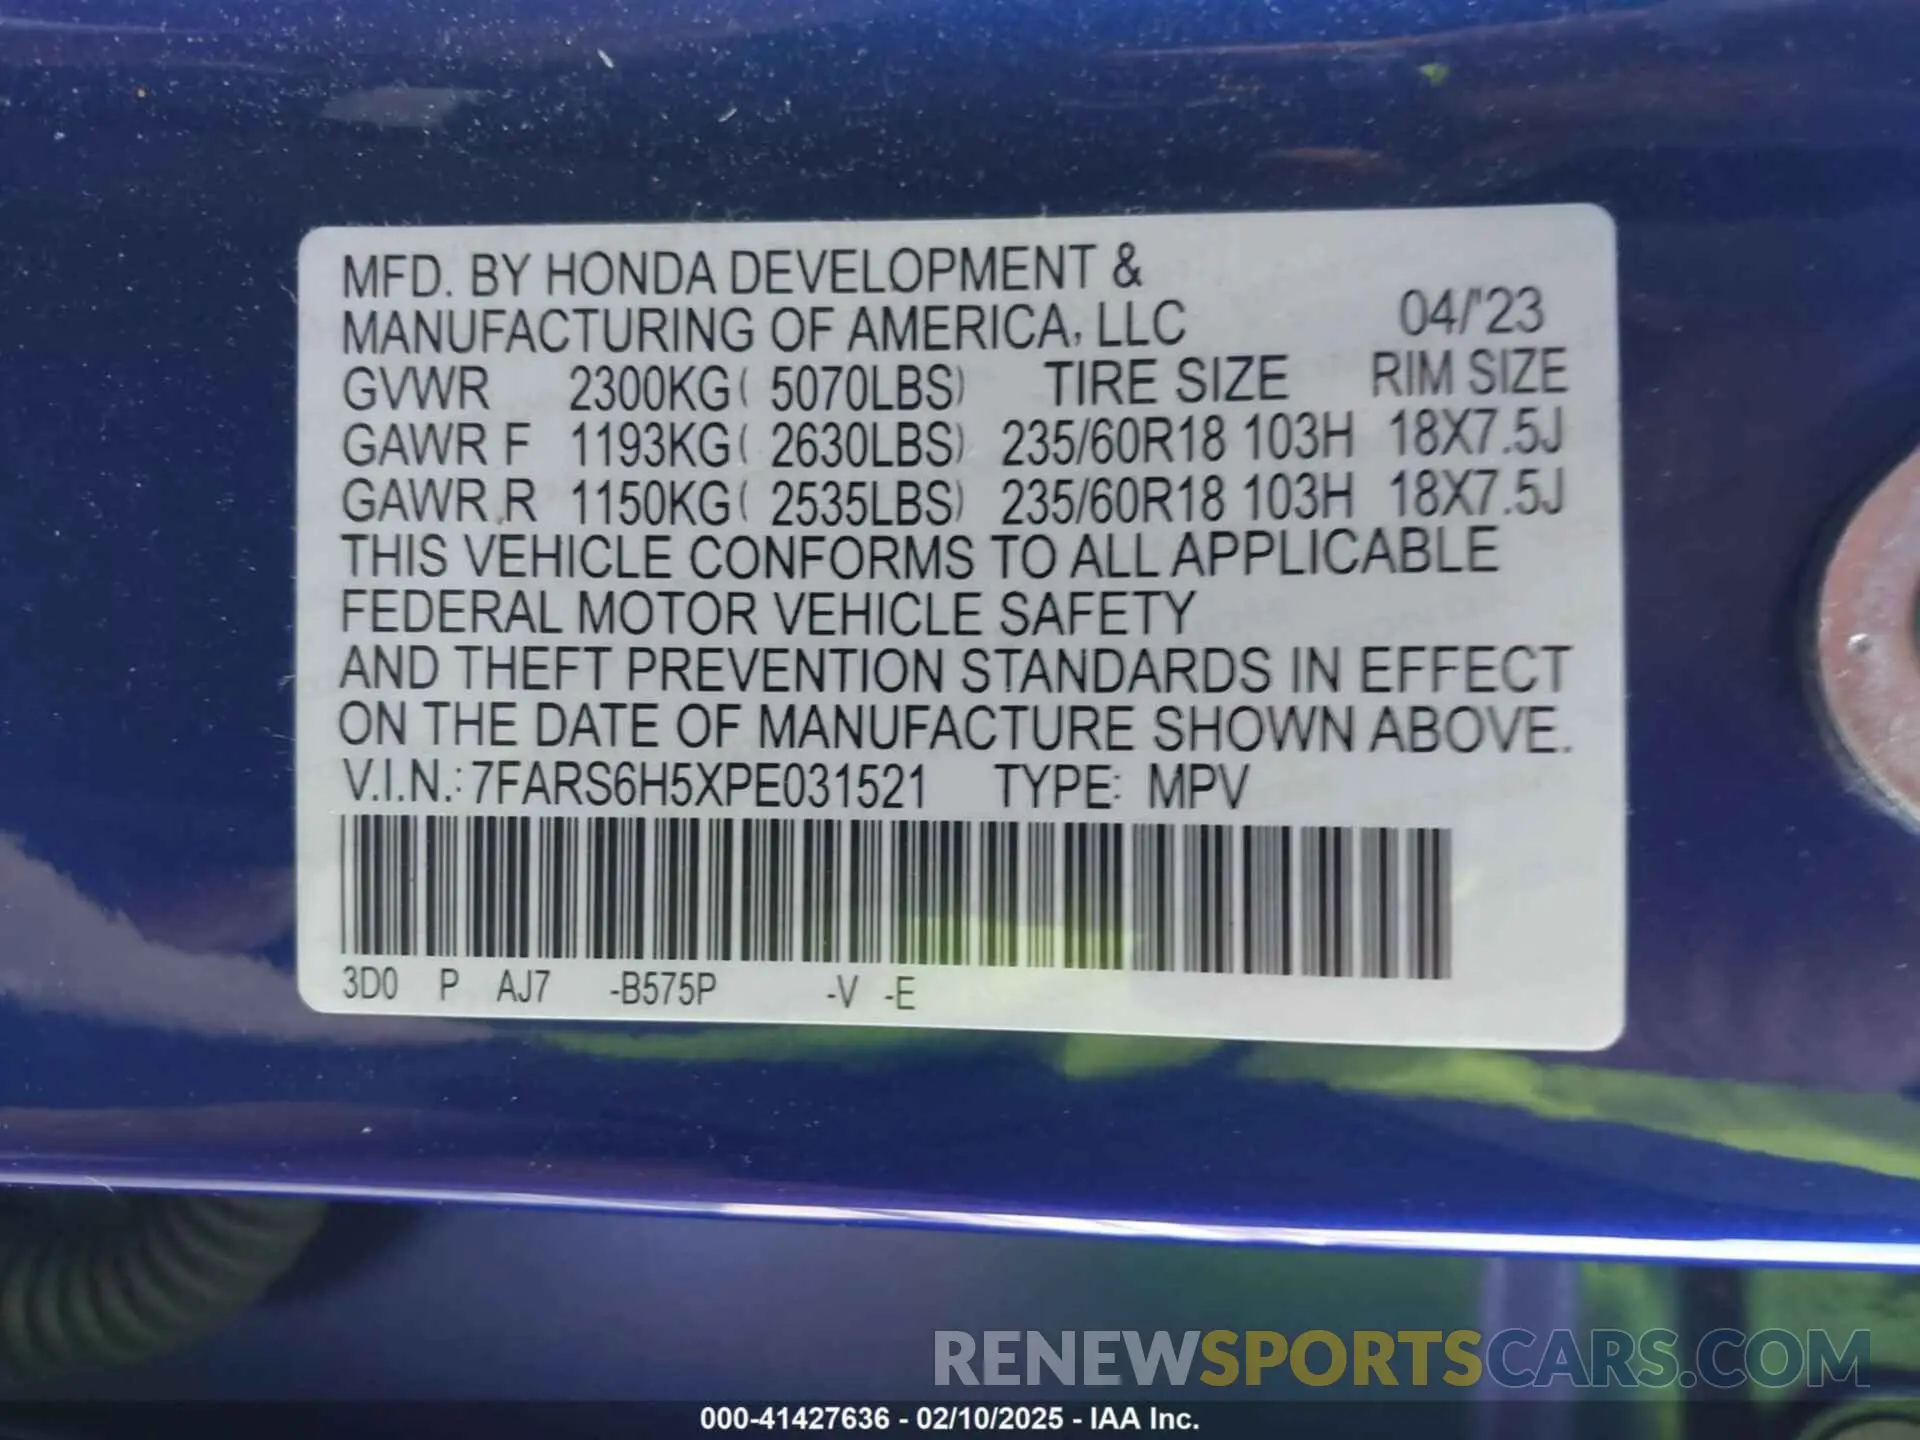 MFD. BY HONDA DEVELOPMENT &
MANUFACTURING OF AMERICA, LLC 04/'23
GVWR 2300KG( 5070LBS) TIRE SIZE RIM SIZE
GAWR F 1193KG( 2630LBS) 235/60R18 103H 18X7.5J
GAWR R 1150KG( 2535LBS) 235/60R18 103H 18X7.5J
THIS VEHICLE CONFORMS TO ALL APPLICABLE
FEDERAL MOTOR VEHICLE SAFETY
AND THEFT PREVENTION STANDARDS IN EFFECT
ON THE DATE OF MANUFACTURE SHOWN ABOVE.
V.I.N.: 7FARS6H5XPE031521 TYPE: MPV
3D0 P AJ7 -B575P -V -E
RENEWSPORTSCARS.COM
000-41427636 - 02/10/2025 - IAA Inc.